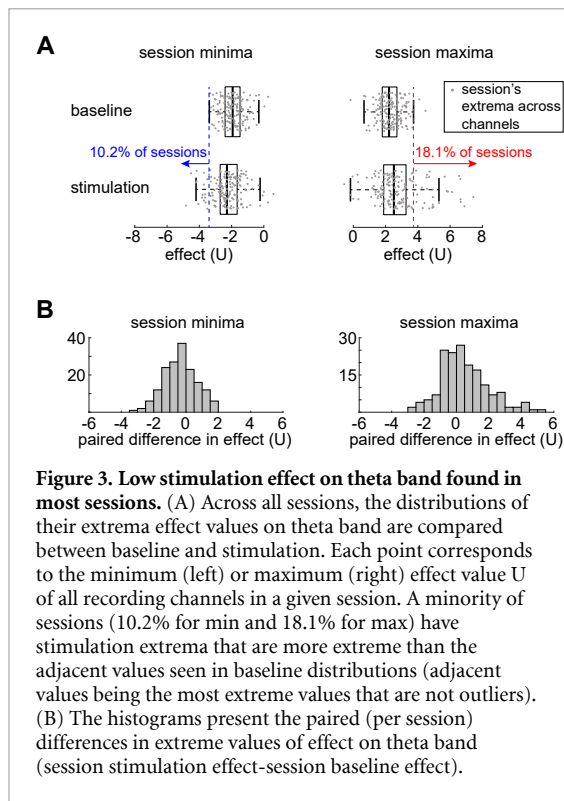 A
session minima
session maxima
session's
extrema across
channels
baseline
10.2% of sessions
18.1% of sessions
stimulation
-8 -6 -4 -2 0
0 2 4 6 8
effect (U)
effect (U)
B
session minima
session maxima
40
20
30
15
-6 -4 -2 0 2 4 6
-6 -4 -2 0 2 4 6
paired difference in effect (U)
paired difference in effect (U)
Figure 3. Low stimulation effect on theta band found in
most sessions. (A) Across all sessions, the distributions of
their extrema effect values on theta band are compared
between baseline and stimulation. Each point corresponds
to the minimum (left) or maximum (right) effect value U
of all recording channels in a given session. A minority of
sessions (10.2% for min and 18.1% for max) have
stimulation extrema that are more extreme than the
adjacent values seen in baseline distributions (adjacent
values being the most extreme values that are not outliers).
(B) The histograms present the paired (per session)
differences in extreme values of effect on theta band
(session stimulation effect-session baseline effect).